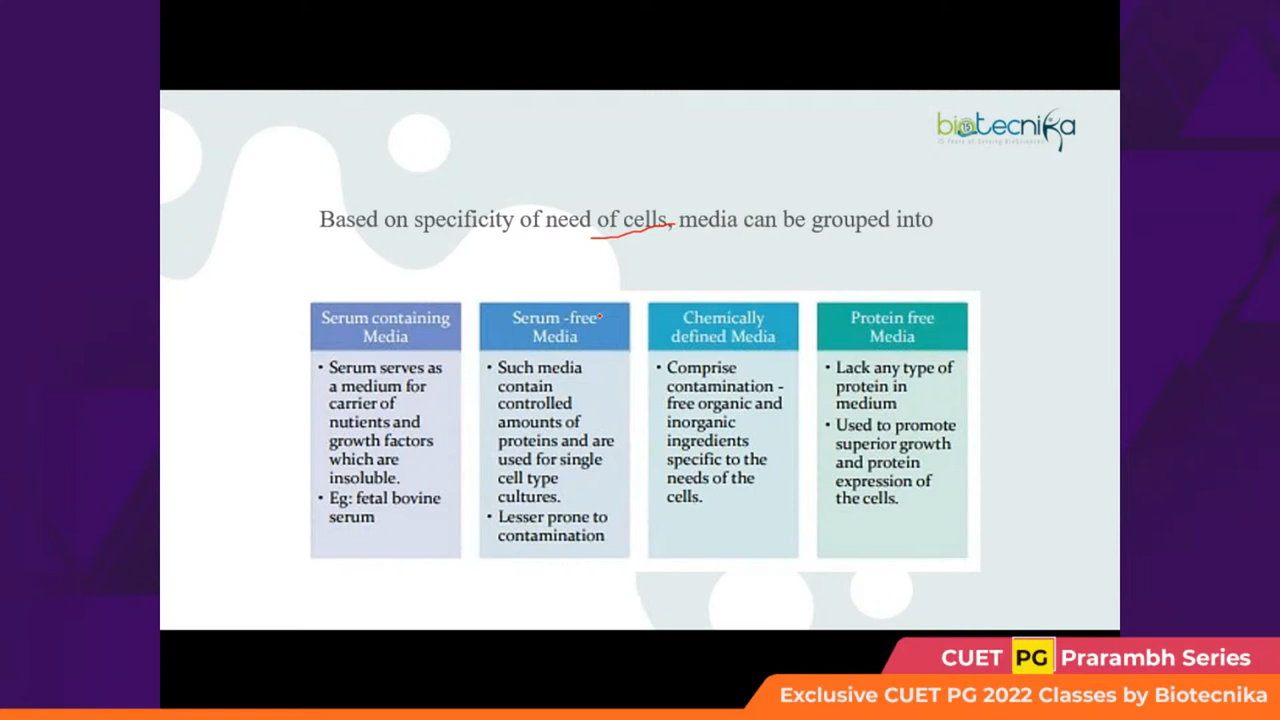 biotecnika
15 Years of Serving BioSciences
Based on specificity of need of cells, media can be grouped into
Serum containing
Media
• Serum serves as
a medium for
carrier of
nutients and
growth factors
which are
insoluble.
• Eg: fetal bovine
serum
Serum -free
Media
• Such media
contain
controlled
amounts of
proteins and are
used for single
cell type
cultures.
• Lesser prone to
contamination
Chemically
defined Media
• Comprise
contamination -
free organic and
inorganic
ingredients
specific to the
needs of the
cells.
Protein free
Media
• Lack any type of
protein in
medium
• Used to promote
superior growth
and protein
expression of
the cells.
CUET PG Prarambh Series
Exclusive CUET PG 2022 Classes by Biotecnika